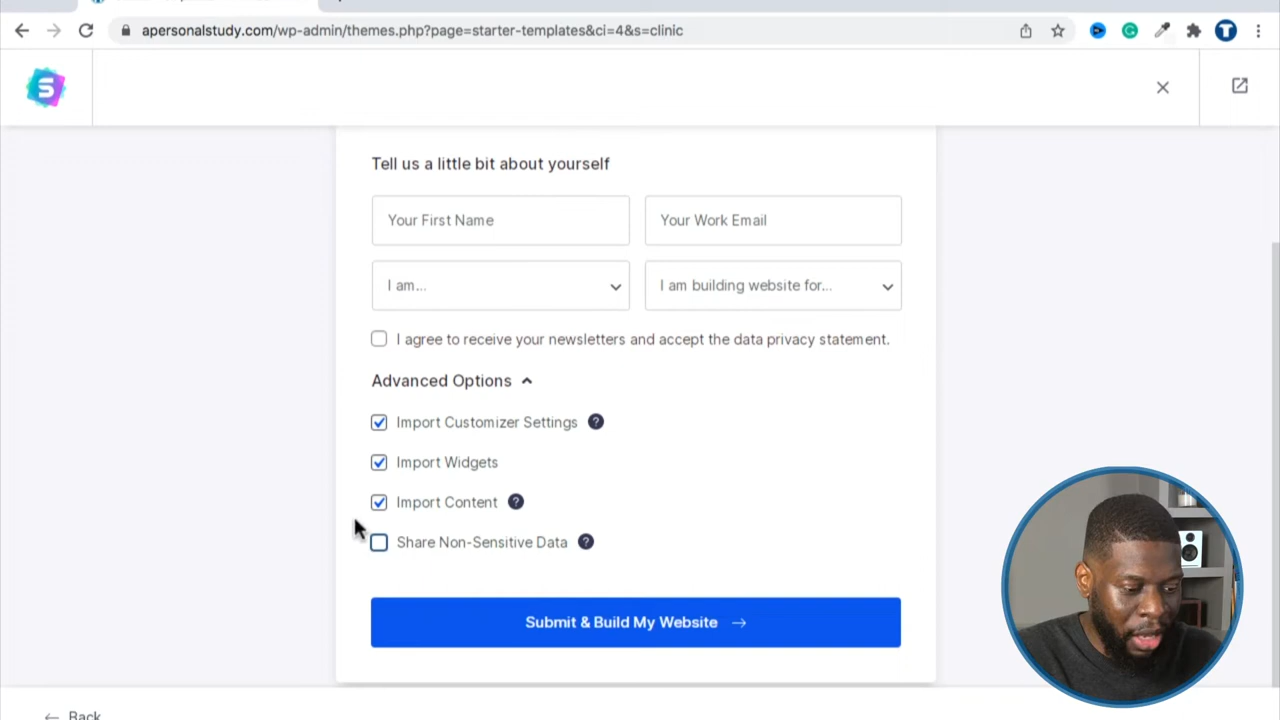 apersonalstudy.com/wp-admin/themes.php?page=starter-templates&ci=4&s=clinic
S
T
Tell us a little bit about yourself
Your First Name
Your Work Email
I am...
I am building website for...
I agree to receive your newsletters and accept the data privacy statement.
Advanced Options
Import Customizer Settings ?
Import Widgets
Import Content ?
Share Non-Sensitive Data ?
Submit & Build My Website →
← Back